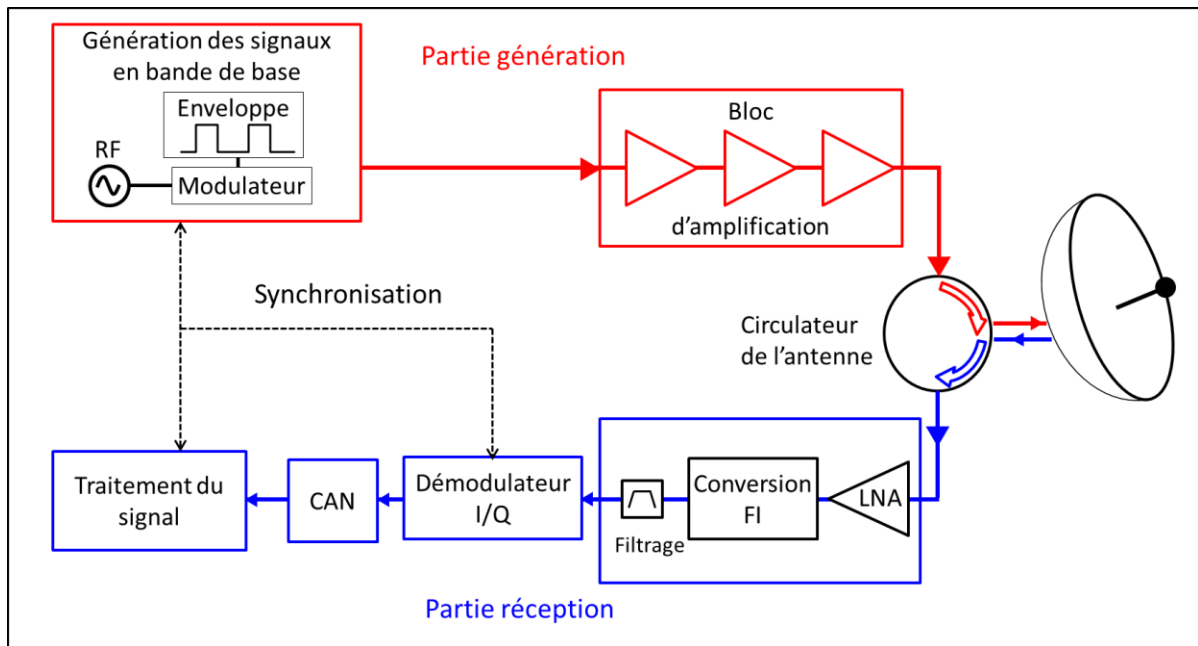 Génération des signaux
en bande de base
Enveloppe
RF
Modulateur
Partie génération
Bloc
d'amplification
Synchronisation
Circulateur
de l'antenne
Traitement du
signal
CAN
Démodulateur
I/Q
Filtrage
Conversion
FI
LNA
Partie réception